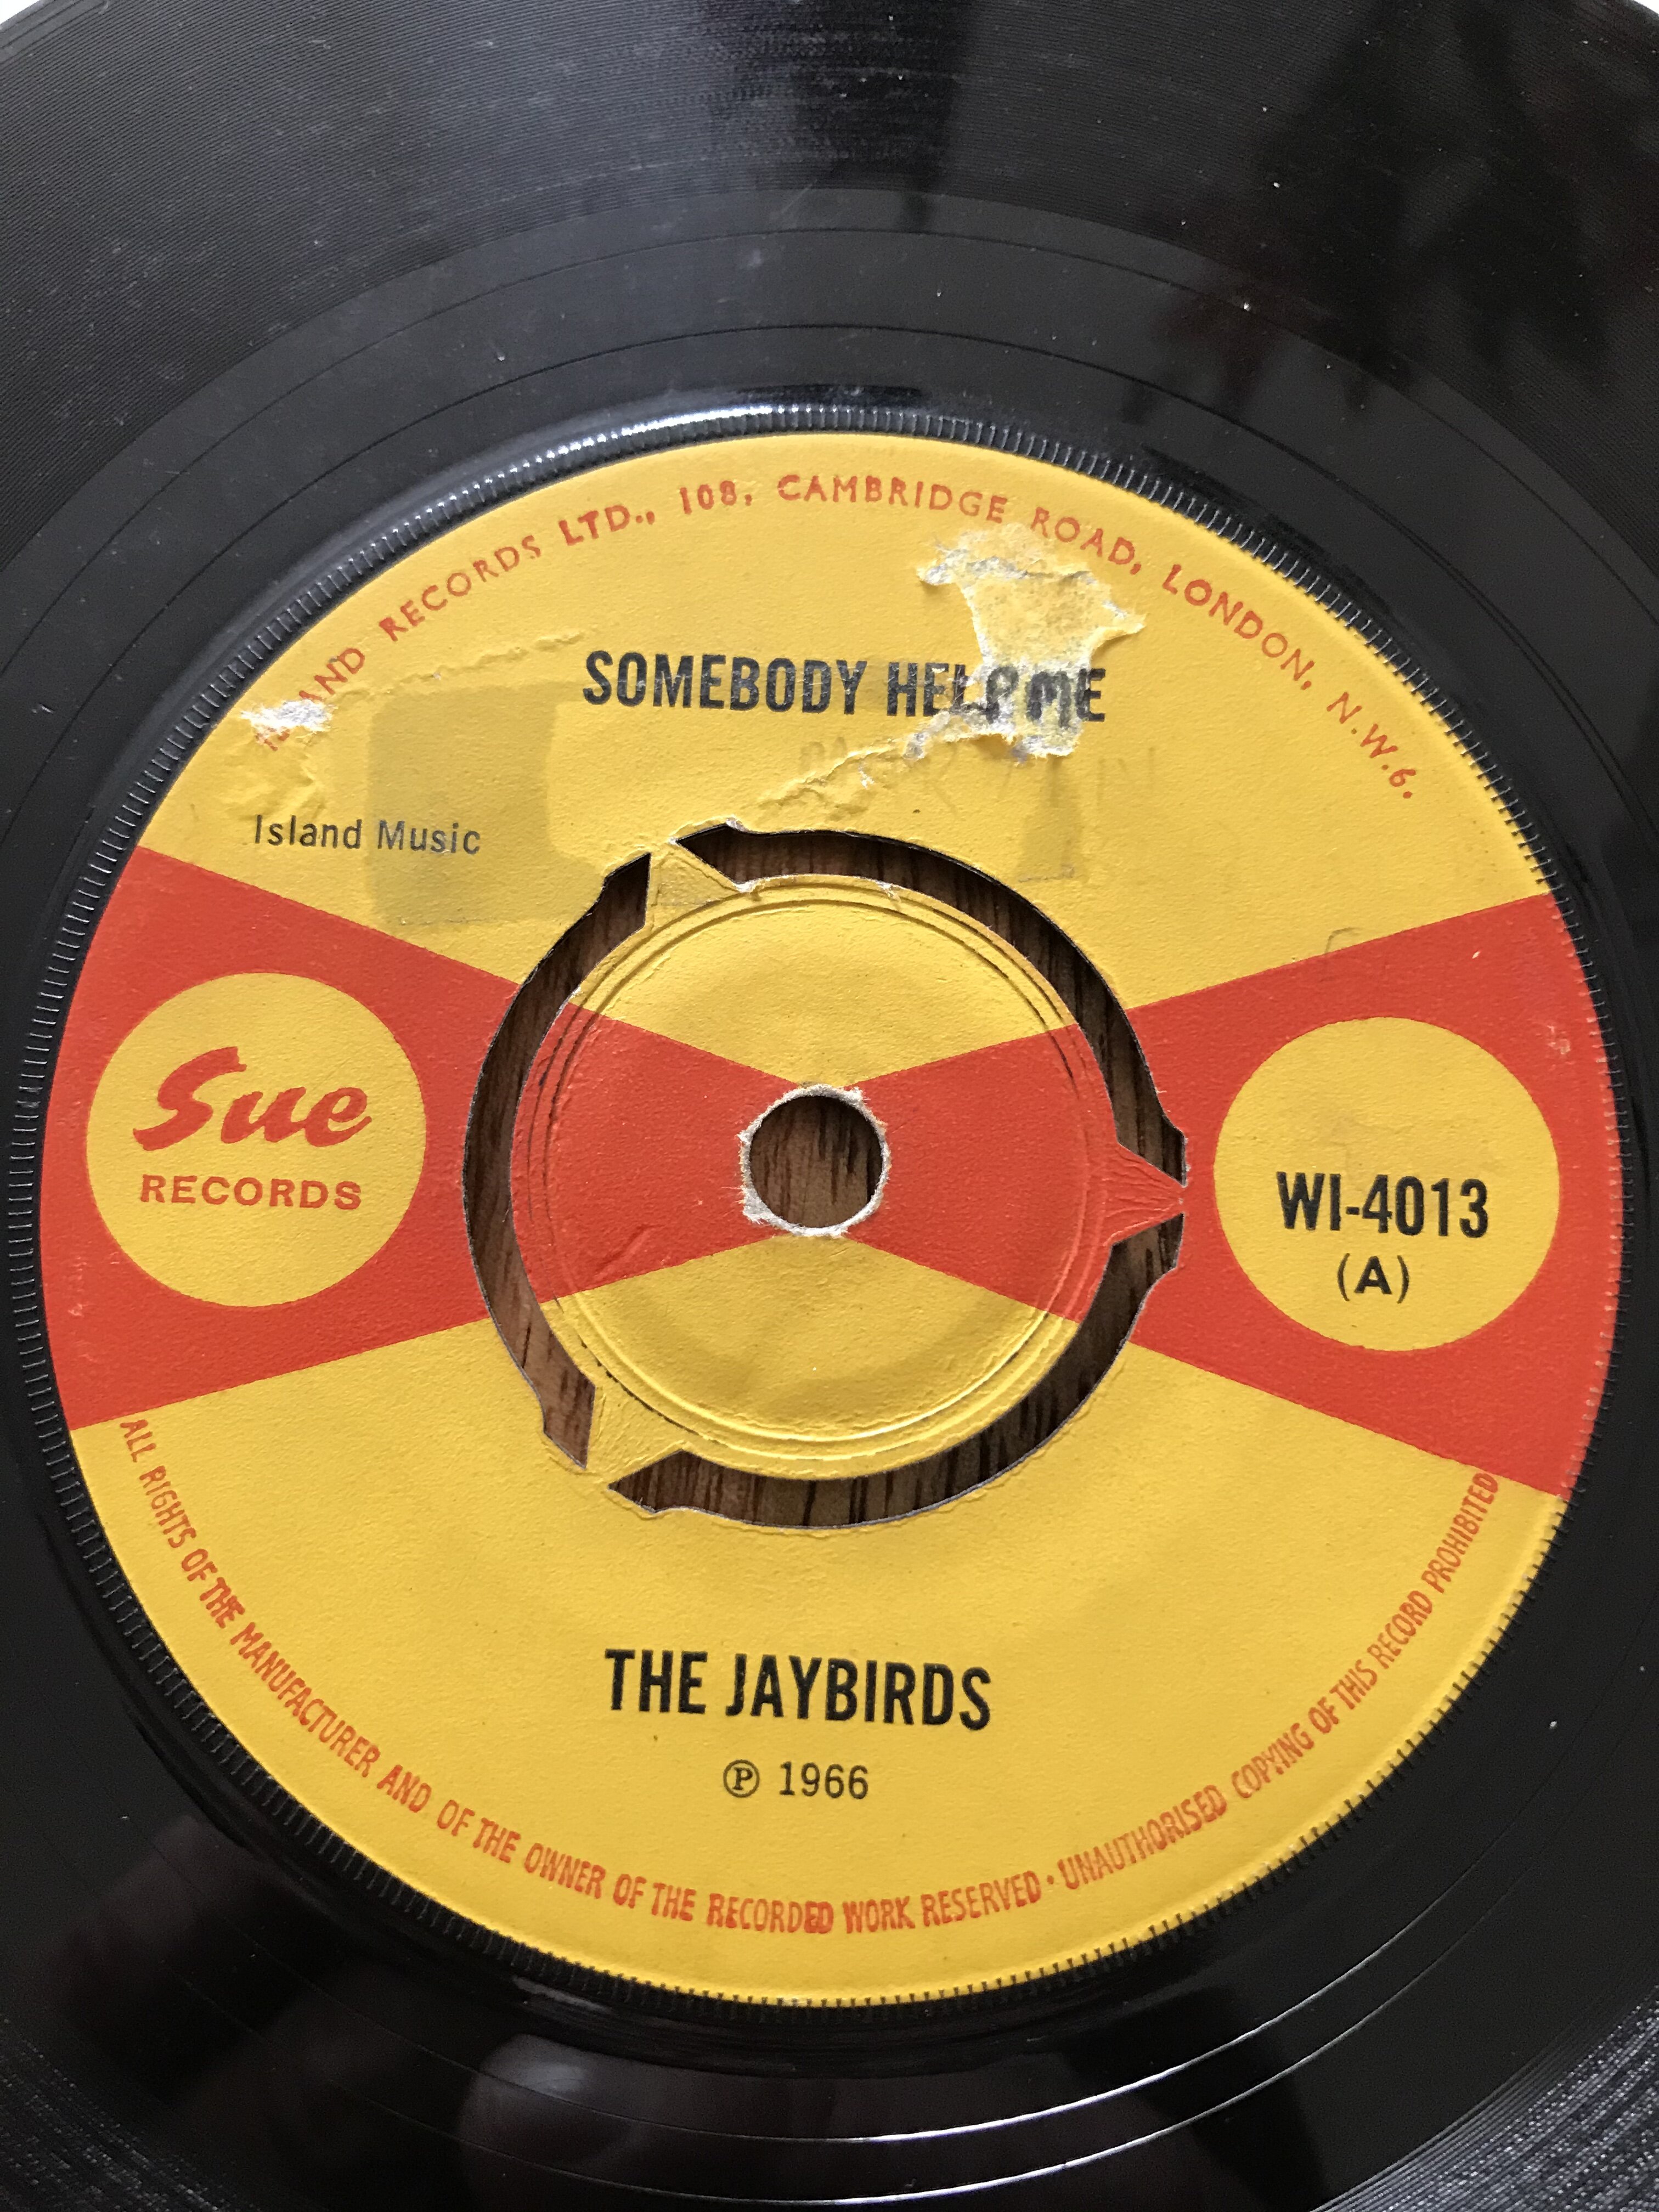 ISLAND RECORDS LTD., 108, CAMBRIDGE ROAD, LONDON, N.W.6.
SOMEBODY HELP ME
Island Music
Sue
RECORDS
WI-4013
(A)
THE JAYBIRDS
℗ 1966
ALL RIGHTS OF THE MANUFACTURER AND OF THE OWNER OF THE RECORDED WORK RESERVED · UNAUTHORISED COPYING OF THIS RECORD PROHIBITED